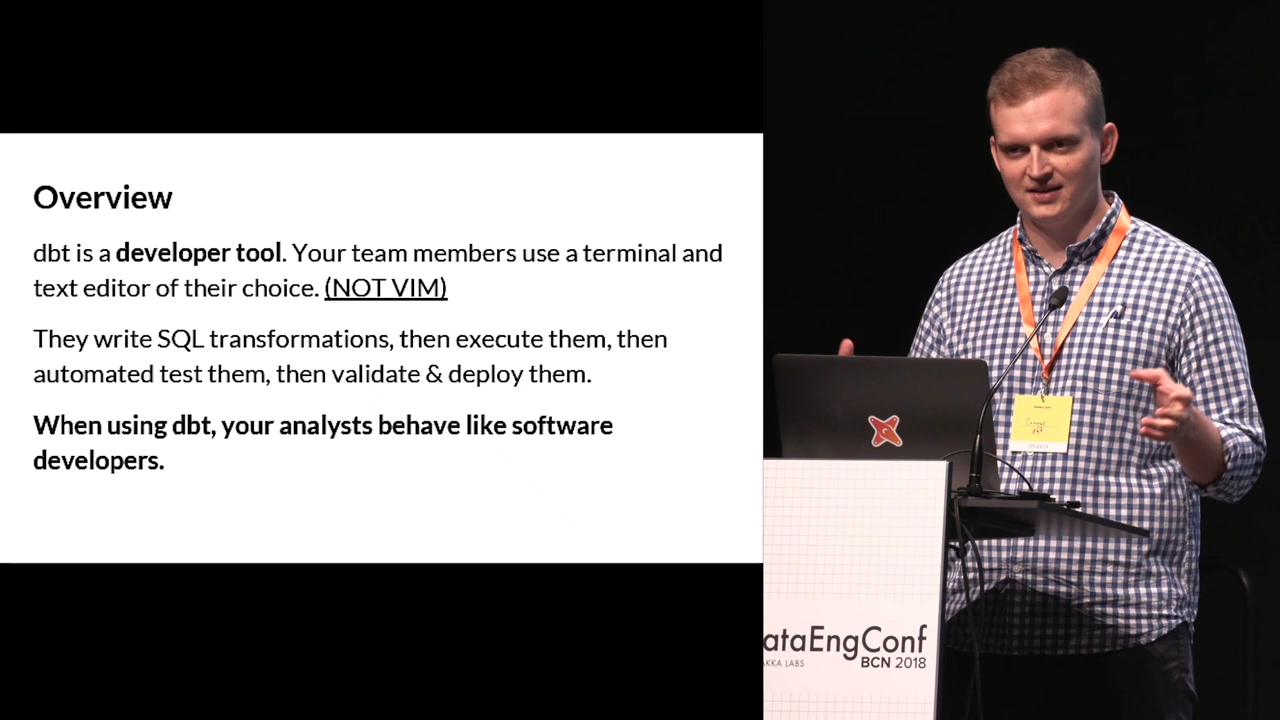 Overview
dbt is a developer tool. Your team members use a terminal and
text editor of their choice. (NOT VIM)
They write SQL transformations, then execute them, then
automated test them, then validate & deploy them.
When using dbt, your analysts behave like software
developers.
ataEngConf
AKKA LABS
BCN 2018
dbt
SPEAKER